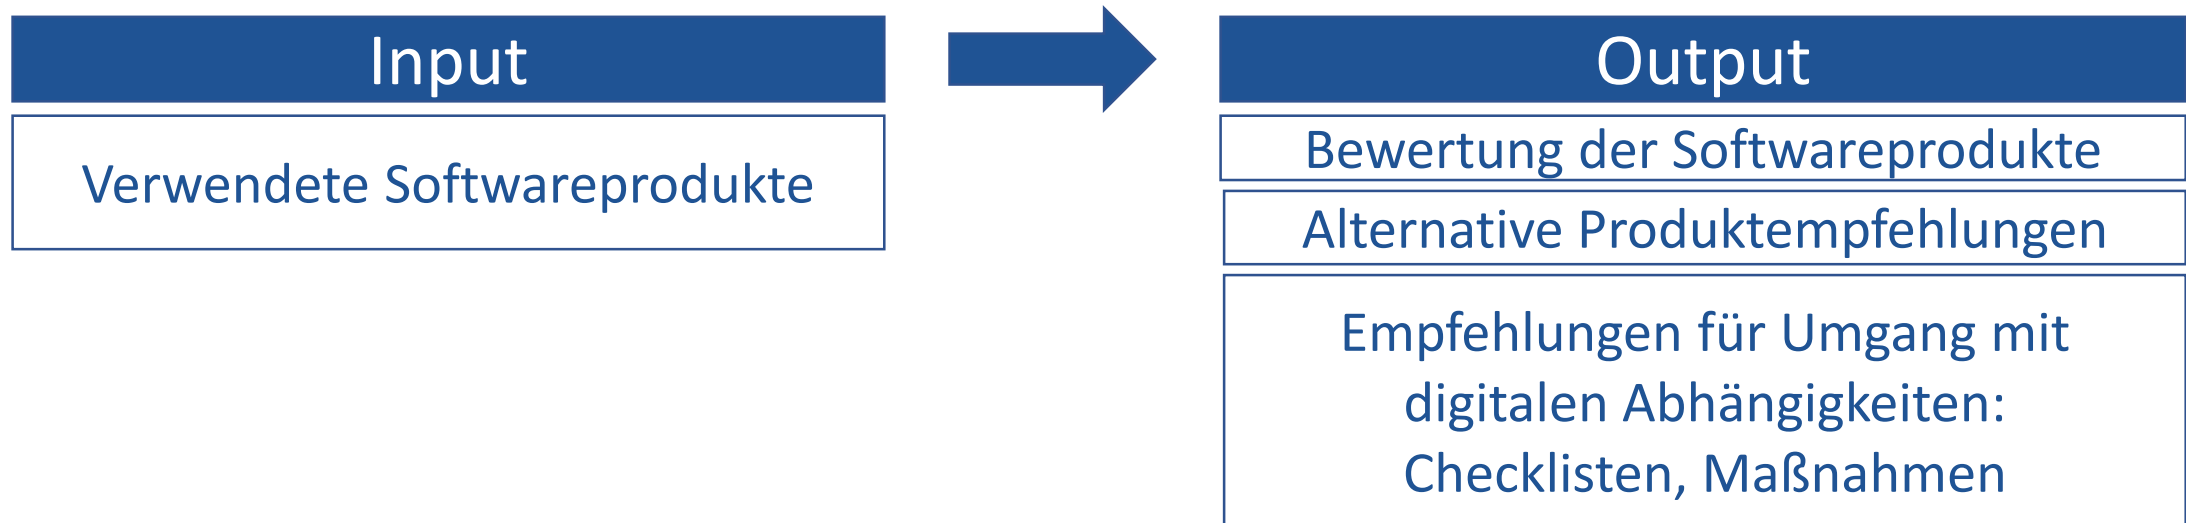 Input
Verwendete Softwareprodukte
Output
Bewertung der Softwareprodukte
Alternative Produktempfehlungen
Empfehlungen für Umgang mit
digitalen Abhängigkeiten:
Checklisten, Maßnahmen